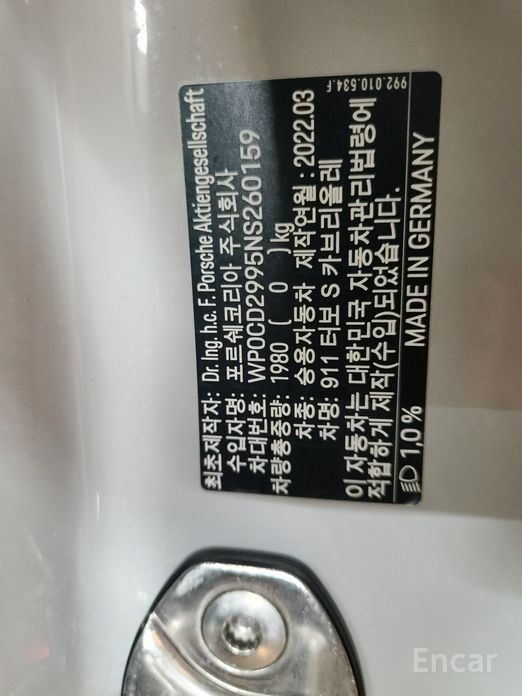 최초제작자: Dr. Ing. h.c. F. Porsche Aktiengesellschaft
수입자명: 포르쉐코리아 주식회사
차대번호: WP0CD2995NS260159
차량총중량: 1980 ( 0 ) kg
차종: 승용자동차 제작연월: 2022.03
차명: 911 터보 S 카브리올레
이 자동차는 대한민국 자동차관리법령에
적합하게 제작(수입)되었습니다.
1,0 % MADE IN GERMANY
992.010.534.F
Encar